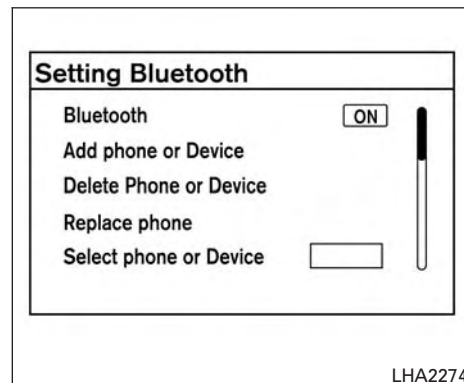 Setting Bluetooth
Bluetooth ON
Add phone or Device
Delete Phone or Device
Replace phone
Select phone or Device
LHA2274